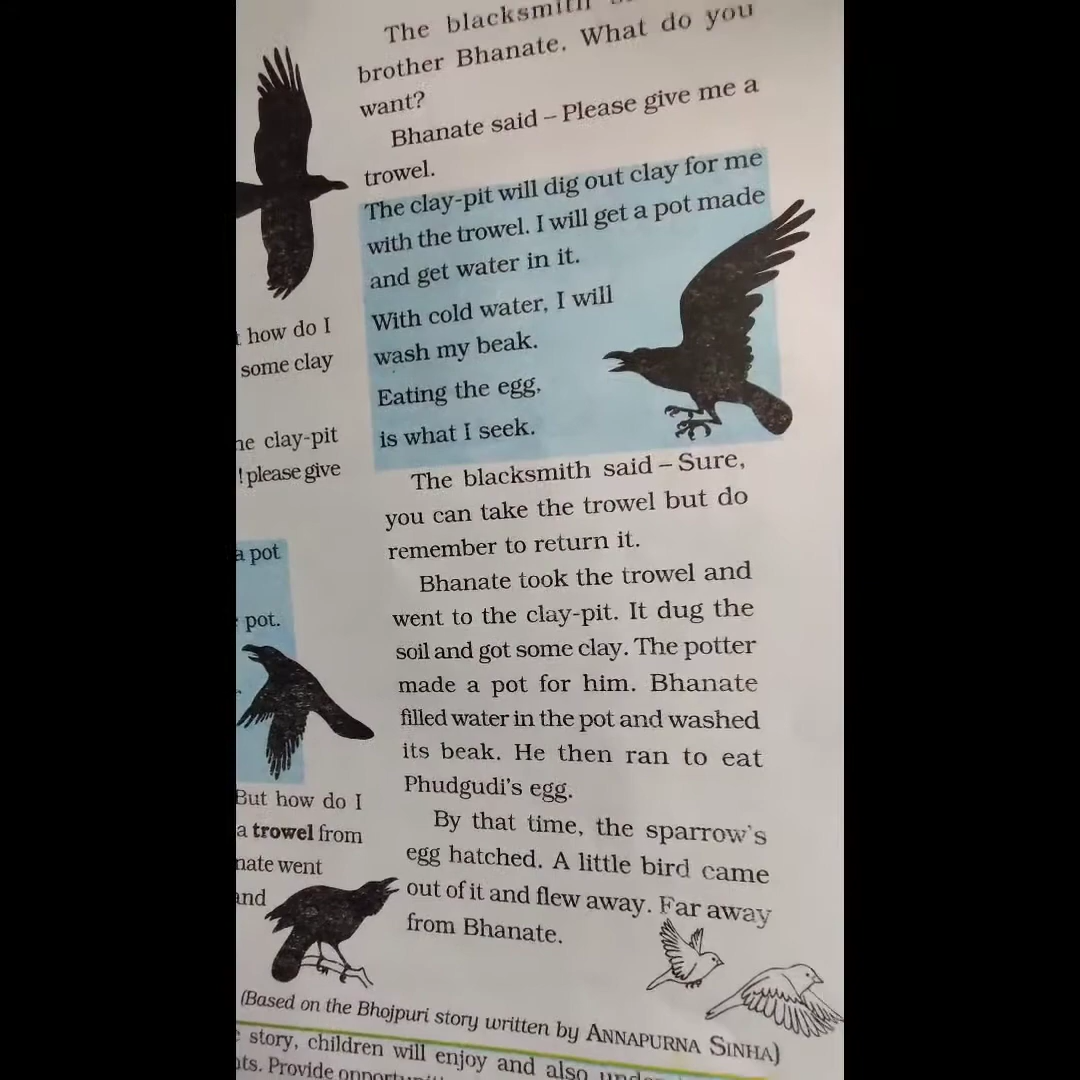 how do I
some clay
clay-pit
! please give
a pot
pot.
But how do I
a trowel from
went
The blacksmith
brother Bhanate. What do you
want?
Bhanate said – Please give me a
trowel.
The clay-pit will dig out clay for me
with the trowel. I will get a pot made
and get water in it.
With cold water, I will
wash my beak.
Eating the egg,
is what I seek.
The blacksmith said – Sure,
you can take the trowel but do
remember to return it.
Bhanate took the trowel and
went to the clay-pit. It dug the
soil and got some clay. The potter
made a pot for him. Bhanate
filled water in the pot and washed
its beak. He then ran to eat
Phudgudi's egg.
By that time, the sparrow's
egg hatched. A little bird came
out of it and flew away. Far away
from Bhanate.
(Based on the Bhojpuri story written by ANNAPURNA SINHA)
story, children will enjoy and also
Provide